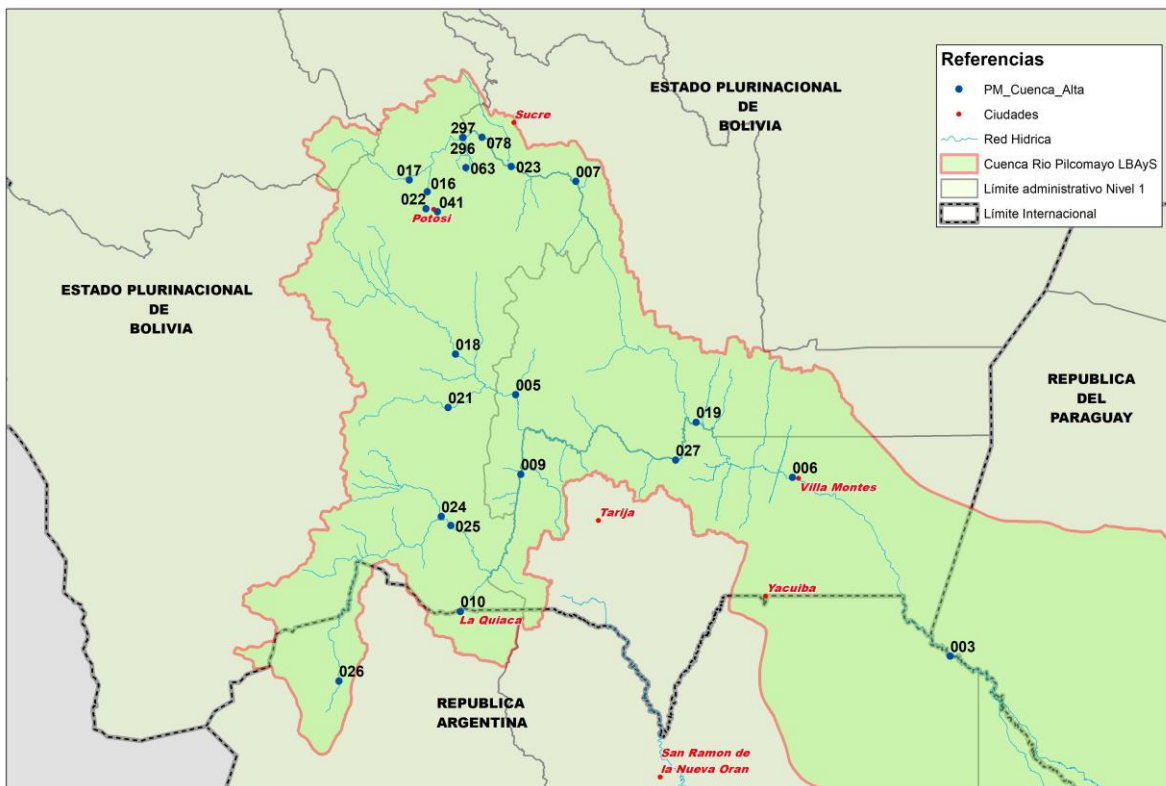 Referencias
PM_Cuenca_Alta
Ciudades
Red Hidrica
Cuenca Rio Pilcomayo LBAyS
Límite administrativo Nivel 1
Límite Internacional
ESTADO PLURINACIONAL
DE
BOLIVIA
Sucre
297
078
296
063
023
007
017
016
022
041
Potosi
ESTADO PLURINACIONAL
DE
BOLIVIA
018
005
021
REPUBLICA
DEL
PARAGUAY
019
027
009
006
Villa Montes
024
025
Tarija
Yacuiba
010
La Quiaca
003
026
REPUBLICA
ARGENTINA
San Ramon de
la Nueva Oran